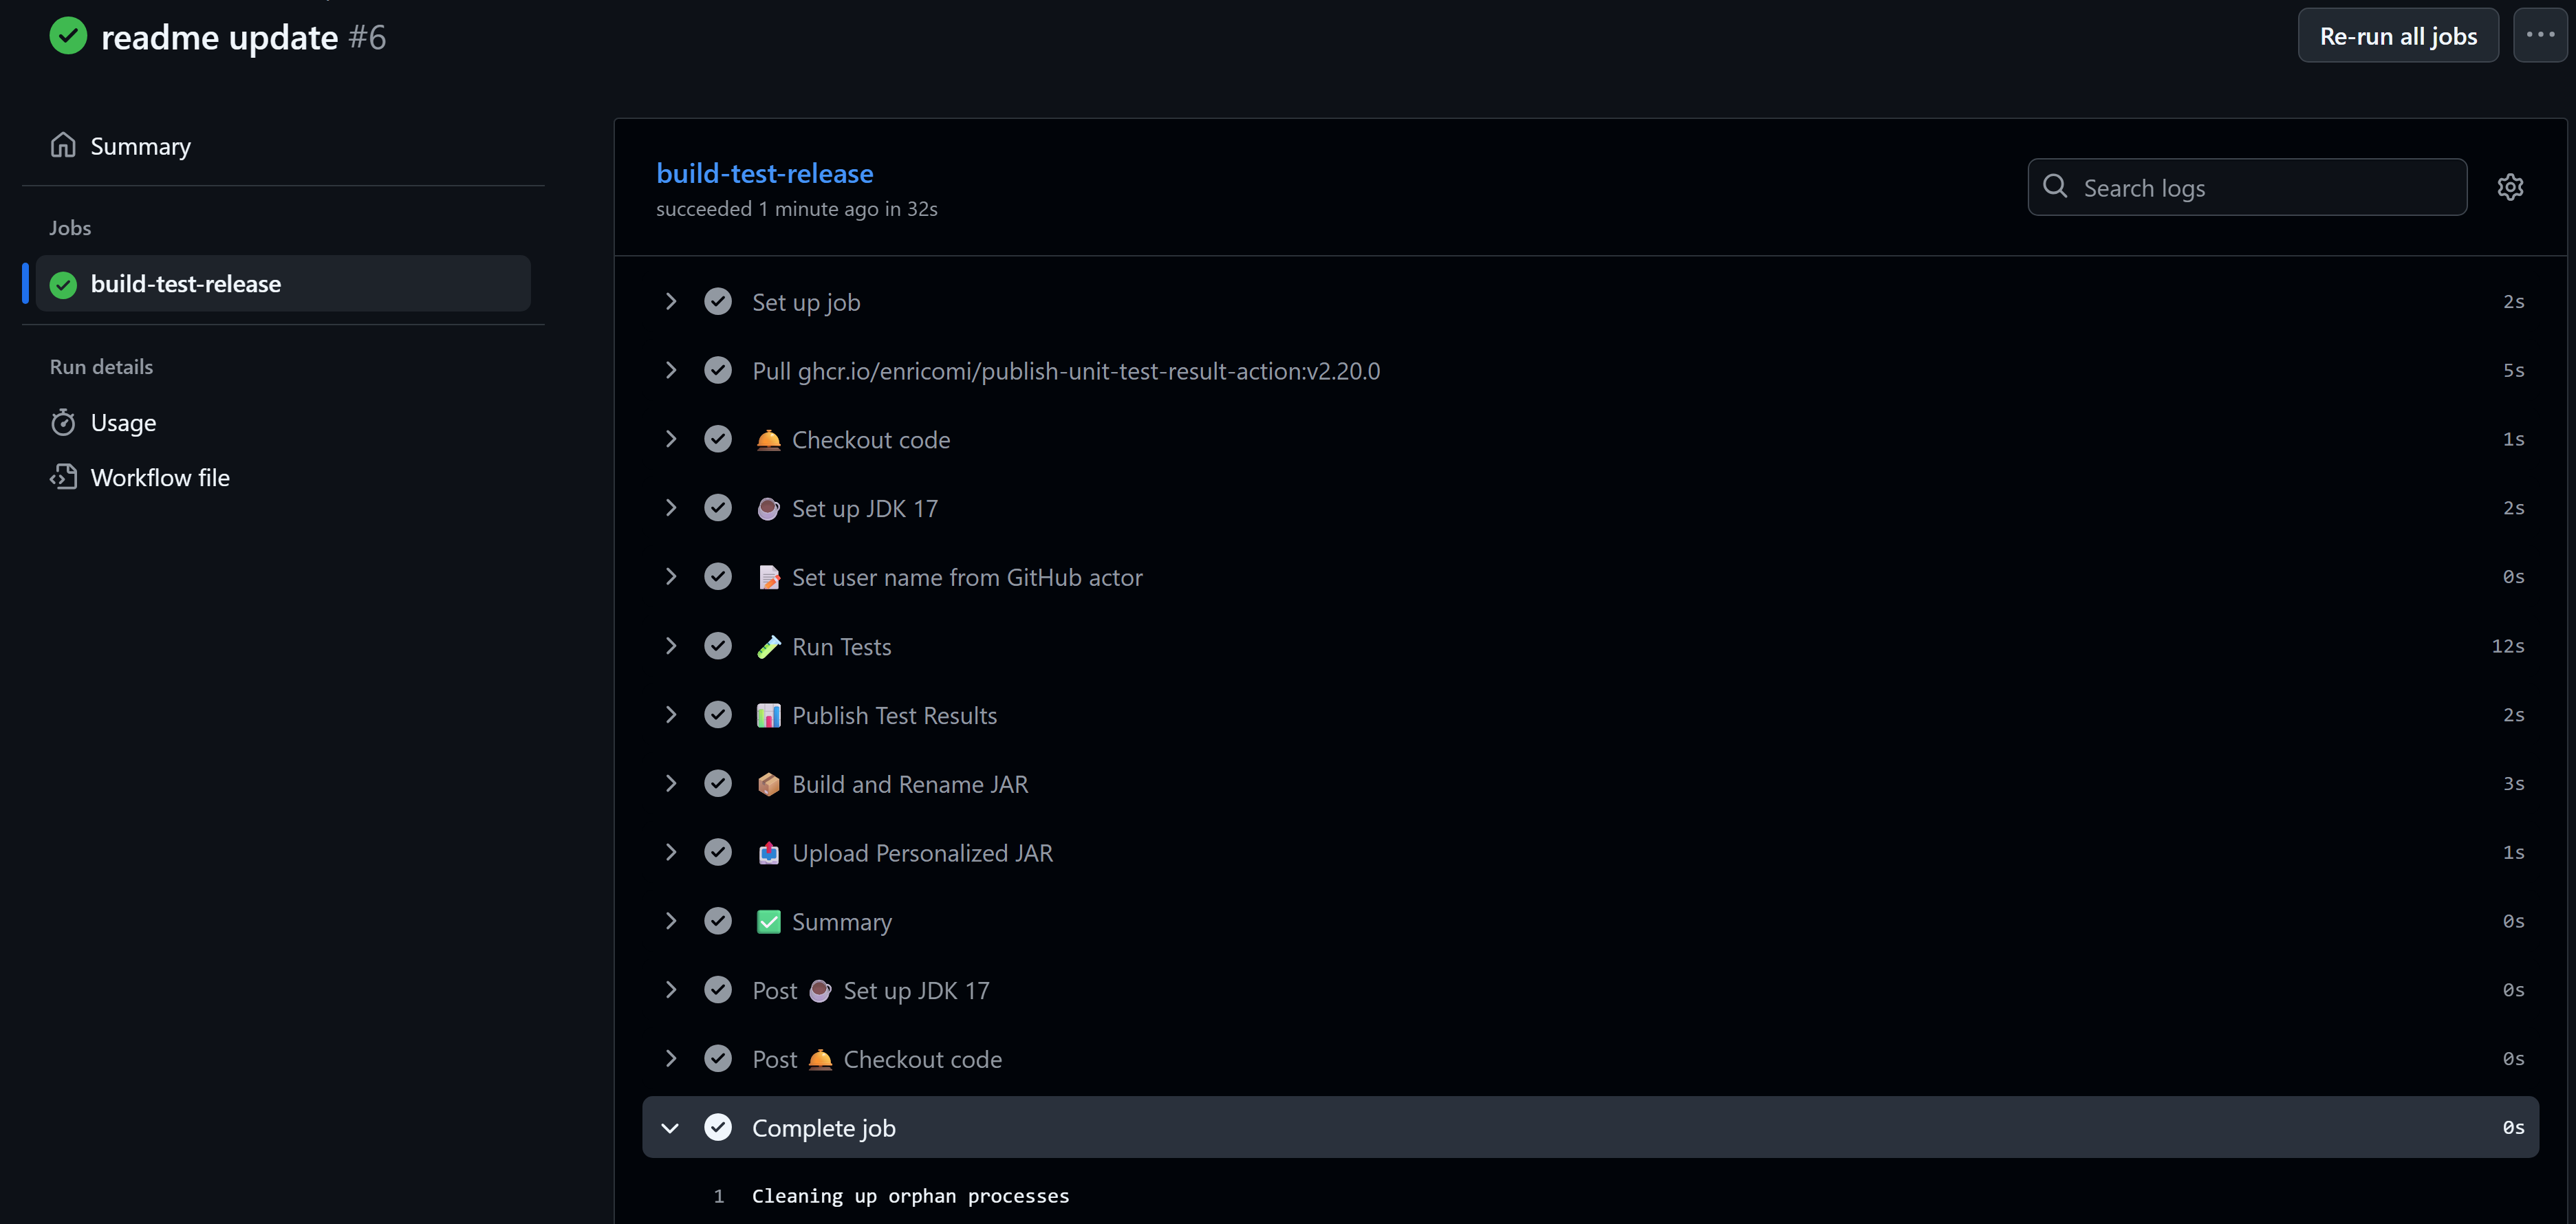 readme update #6
Re-run all jobs
Summary
Jobs
build-test-release
Run details
Usage
Workflow file
build-test-release
succeeded 1 minute ago in 32s
Search logs
Set up job 2s
Pull ghcr.io/enricomi/publish-unit-test-result-action:v2.20.0 5s
🛎️ Checkout code 1s
☕ Set up JDK 17 2s
📝 Set user name from GitHub actor 0s
🧪 Run Tests 12s
📊 Publish Test Results 2s
📦 Build and Rename JAR 3s
📤 Upload Personalized JAR 1s
✅ Summary 0s
Post ☕ Set up JDK 17 0s
Post 🛎️ Checkout code 0s
Complete job 0s
1 Cleaning up orphan processes